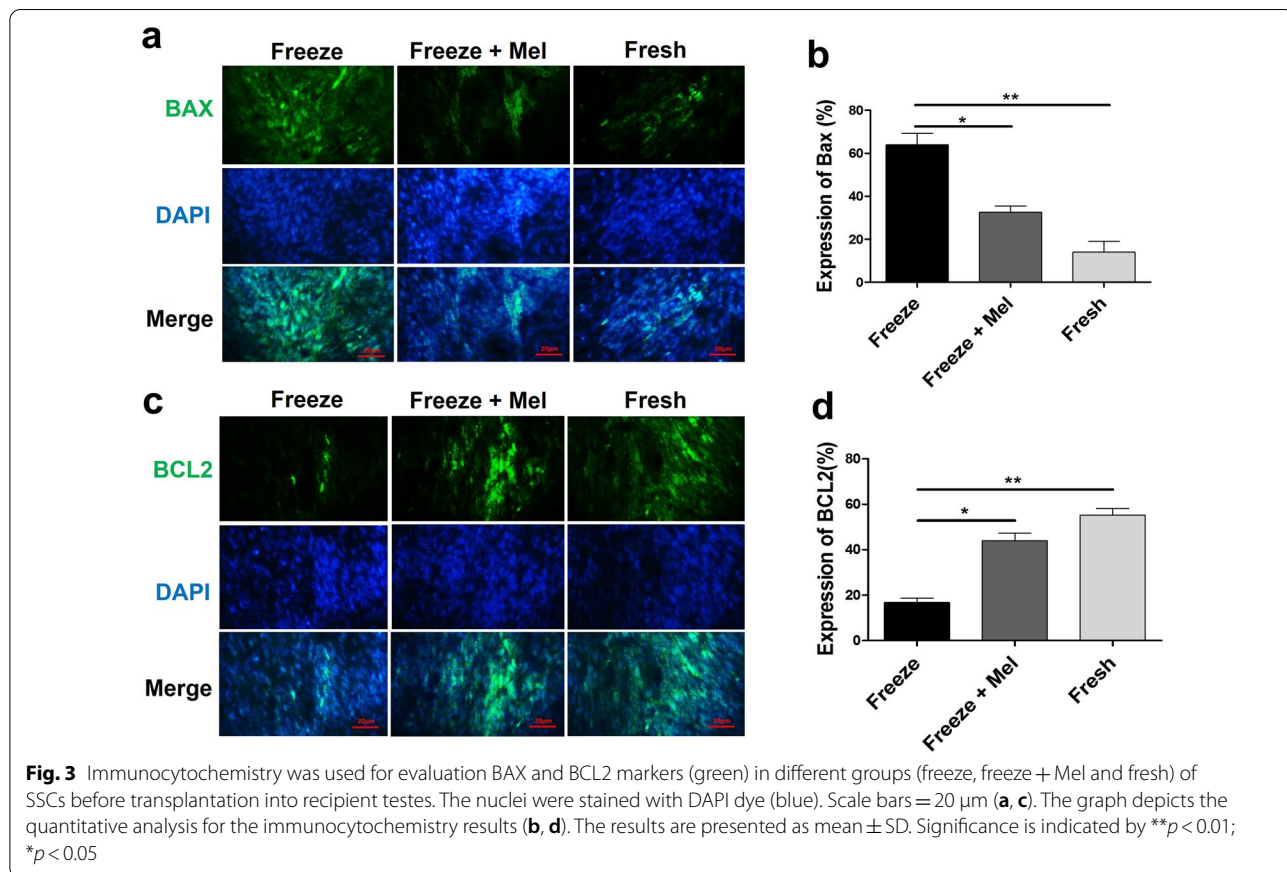 a
Freeze
Freeze + Mel
Fresh
BAX
DAPI
Merge
20µm
20µm
20µm
b
Expression of Bax (%)
80
60
40
20
0
**
*
Freeze
Freeze + Mel
Fresh
c
Freeze
Freeze + Mel
Fresh
BCL2
DAPI
Merge
20µm
20µm
20µm
d
Expression of BCL2(%)
80
60
40
20
0
**
*
Freeze
Freeze + Mel
Fresh
Fig. 3 Immunocytochemistry was used for evaluation BAX and BCL2 markers (green) in different groups (freeze, freeze + Mel and fresh) of
SSCs before transplantation into recipient testes. The nuclei were stained with DAPI dye (blue). Scale bars = 20 µm (a, c). The graph depicts the
quantitative analysis for the immunocytochemistry results (b, d). The results are presented as mean ± SD. Significance is indicated by **p < 0.01;
*p < 0.05